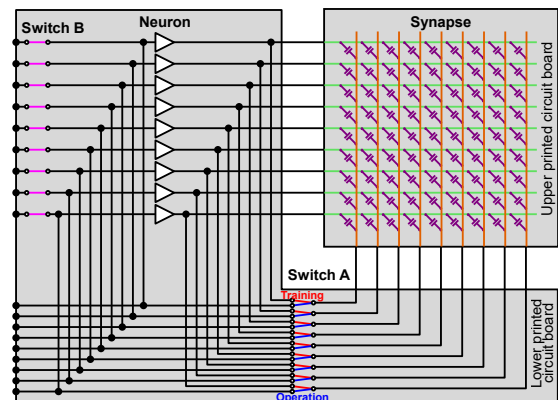 Neuron
Synapse
Switch B
Upper printed circuit board
Switch A
Training
Operation
Lower printed
circuit board